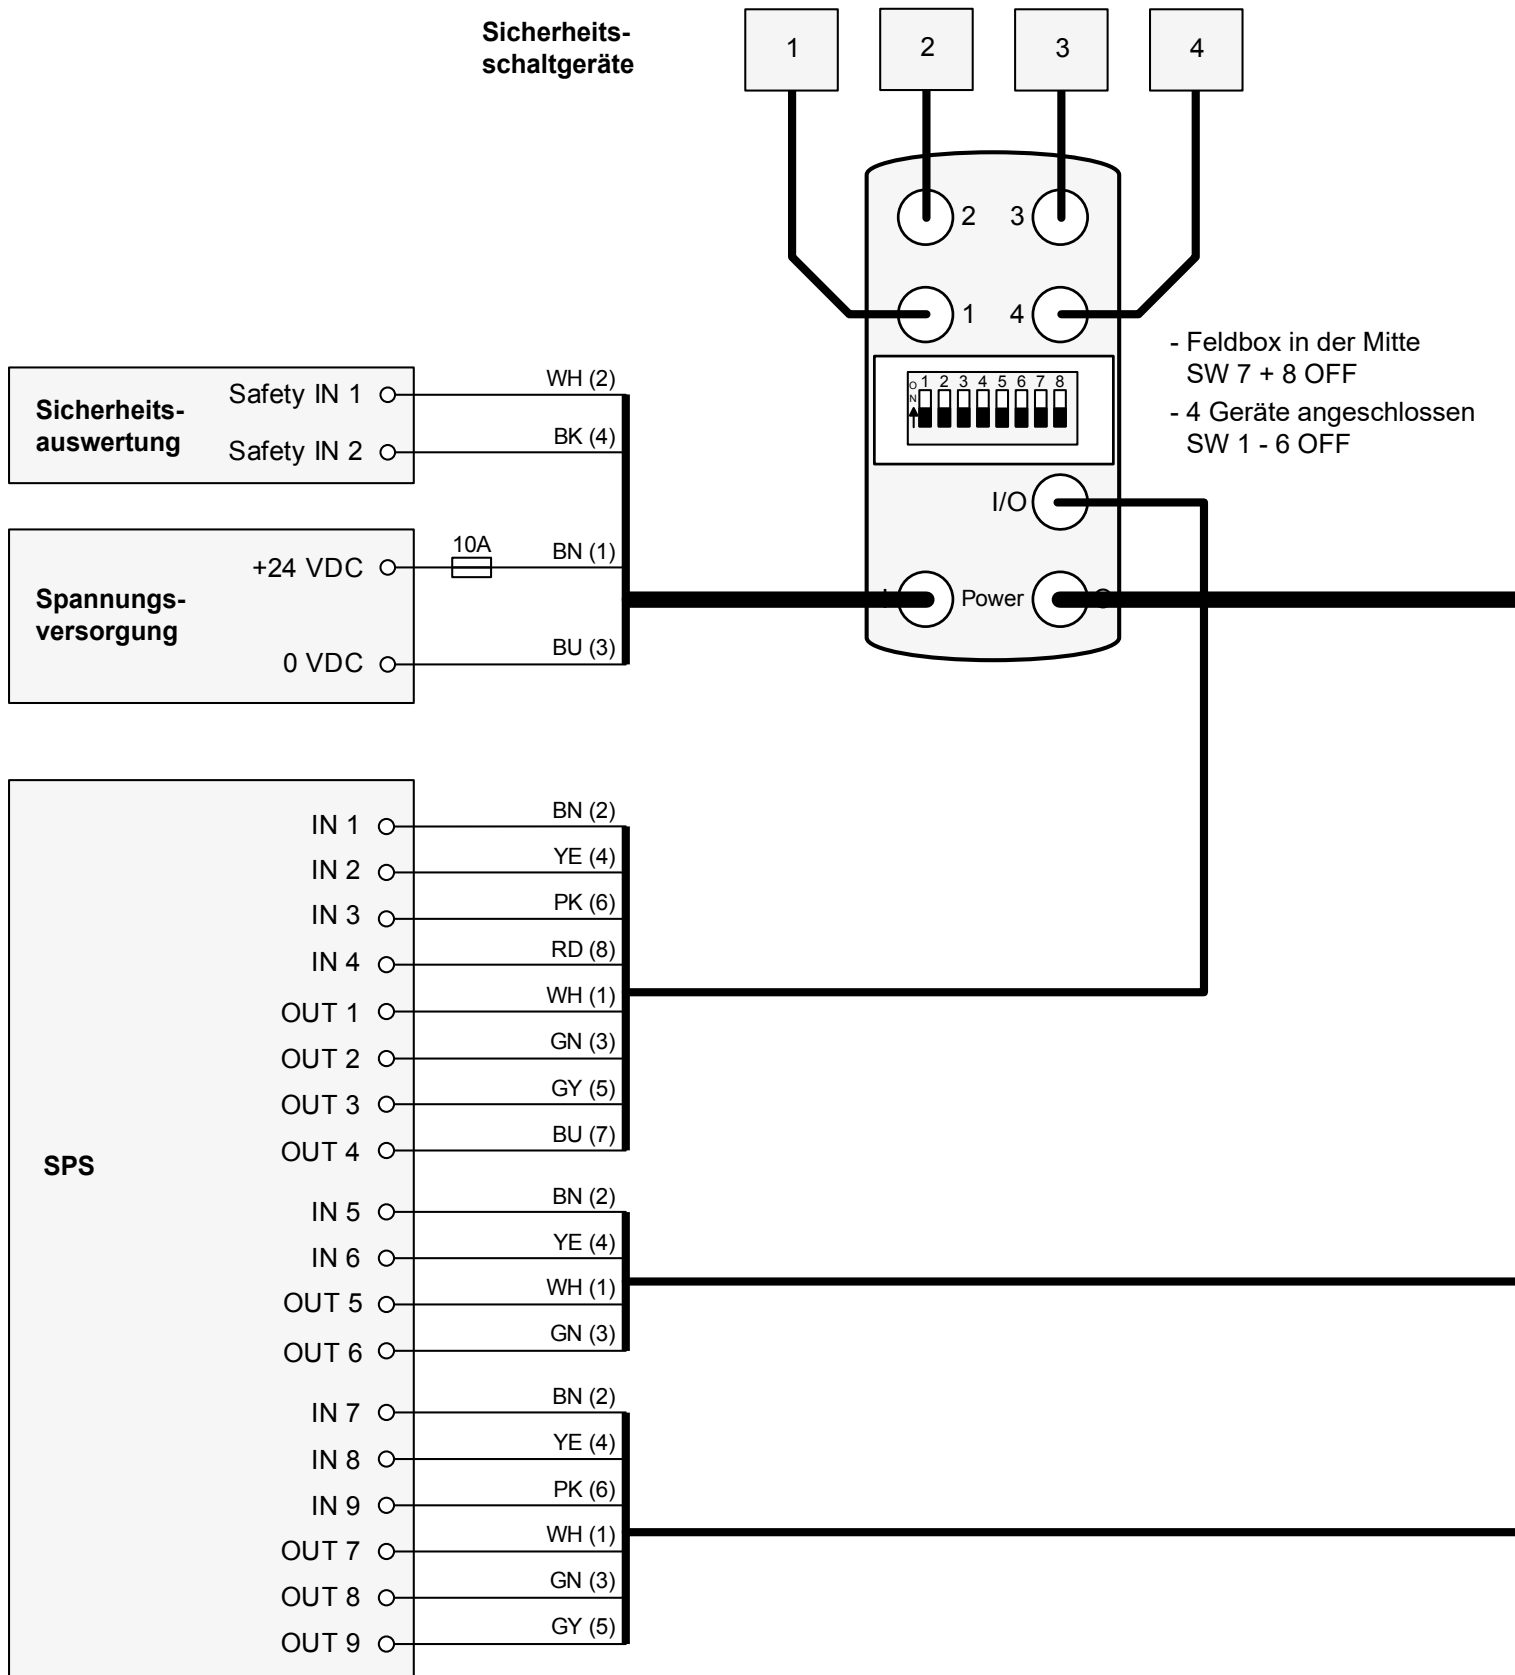 Sicherheits-
schaltgeräte
1
2
3
4
2
3
1
4
- Feldbox in der Mitte
SW 7 + 8 OFF
- 4 Geräte angeschlossen
SW 1 - 6 OFF
ON
1 2 3 4 5 6 7 8
I/O
I
Power
O
Sicherheits-
auswertung
Safety IN 1
WH (2)
Safety IN 2
BK (4)
Spannungs-
versorgung
+24 VDC
10A
BN (1)
0 VDC
BU (3)
SPS
IN 1
BN (2)
IN 2
YE (4)
IN 3
PK (6)
IN 4
RD (8)
OUT 1
WH (1)
OUT 2
GN (3)
OUT 3
GY (5)
OUT 4
BU (7)
IN 5
BN (2)
IN 6
YE (4)
OUT 5
WH (1)
OUT 6
GN (3)
IN 7
BN (2)
IN 8
YE (4)
IN 9
PK (6)
OUT 7
WH (1)
OUT 8
GN (3)
OUT 9
GY (5)